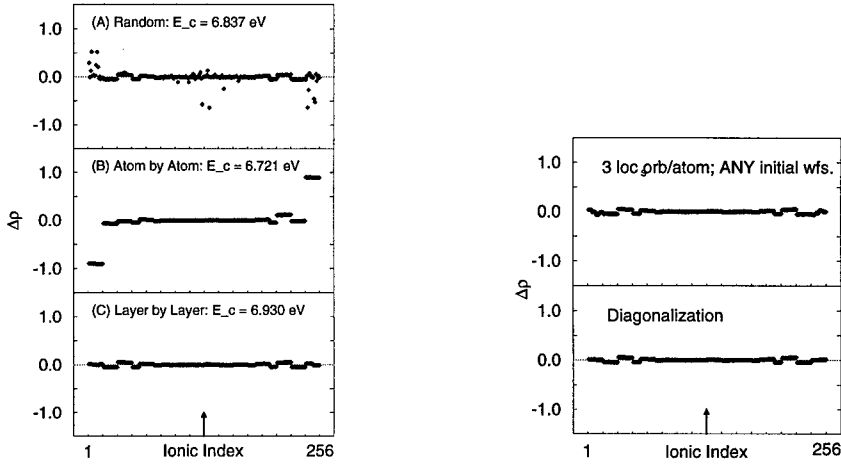 1.0
(A) Random: E_c = 6.837 eV
0.0
-1.0
1.0
(B) Atom by Atom: E_c = 6.721 eV
0.0
-1.0
Δρ
1.0
(C) Layer by Layer: E_c = 6.930 eV
0.0
-1.0
1
Ionic Index
256
1.0
3 loc orb/atom; ANY initial wfs.
0.0
-1.0
Δρ
1.0
Diagonalization
0.0
-1.0
1
Ionic Index
256